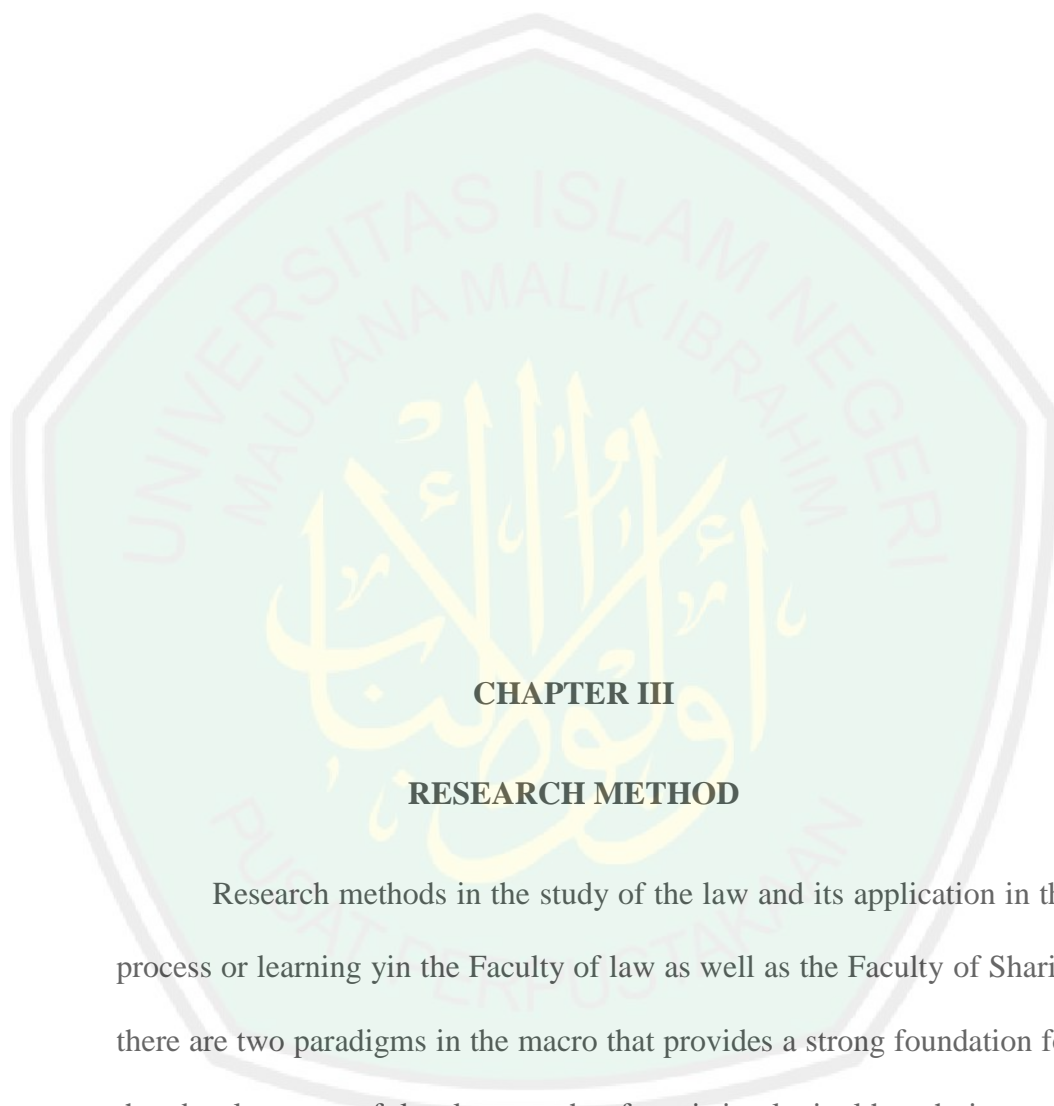 UNIVERSITAS ISLAM NEGERI
MAULANA MALIK IBRAHIM
CHAPTER III
RESEARCH METHOD
Research methods in the study of the law and its application in th
process or learning yin the Faculty of law as well as the Faculty of Shari
there are two paradigms in the macro that provides a strong foundation fo
PUSAT PERPUSTAKAAN